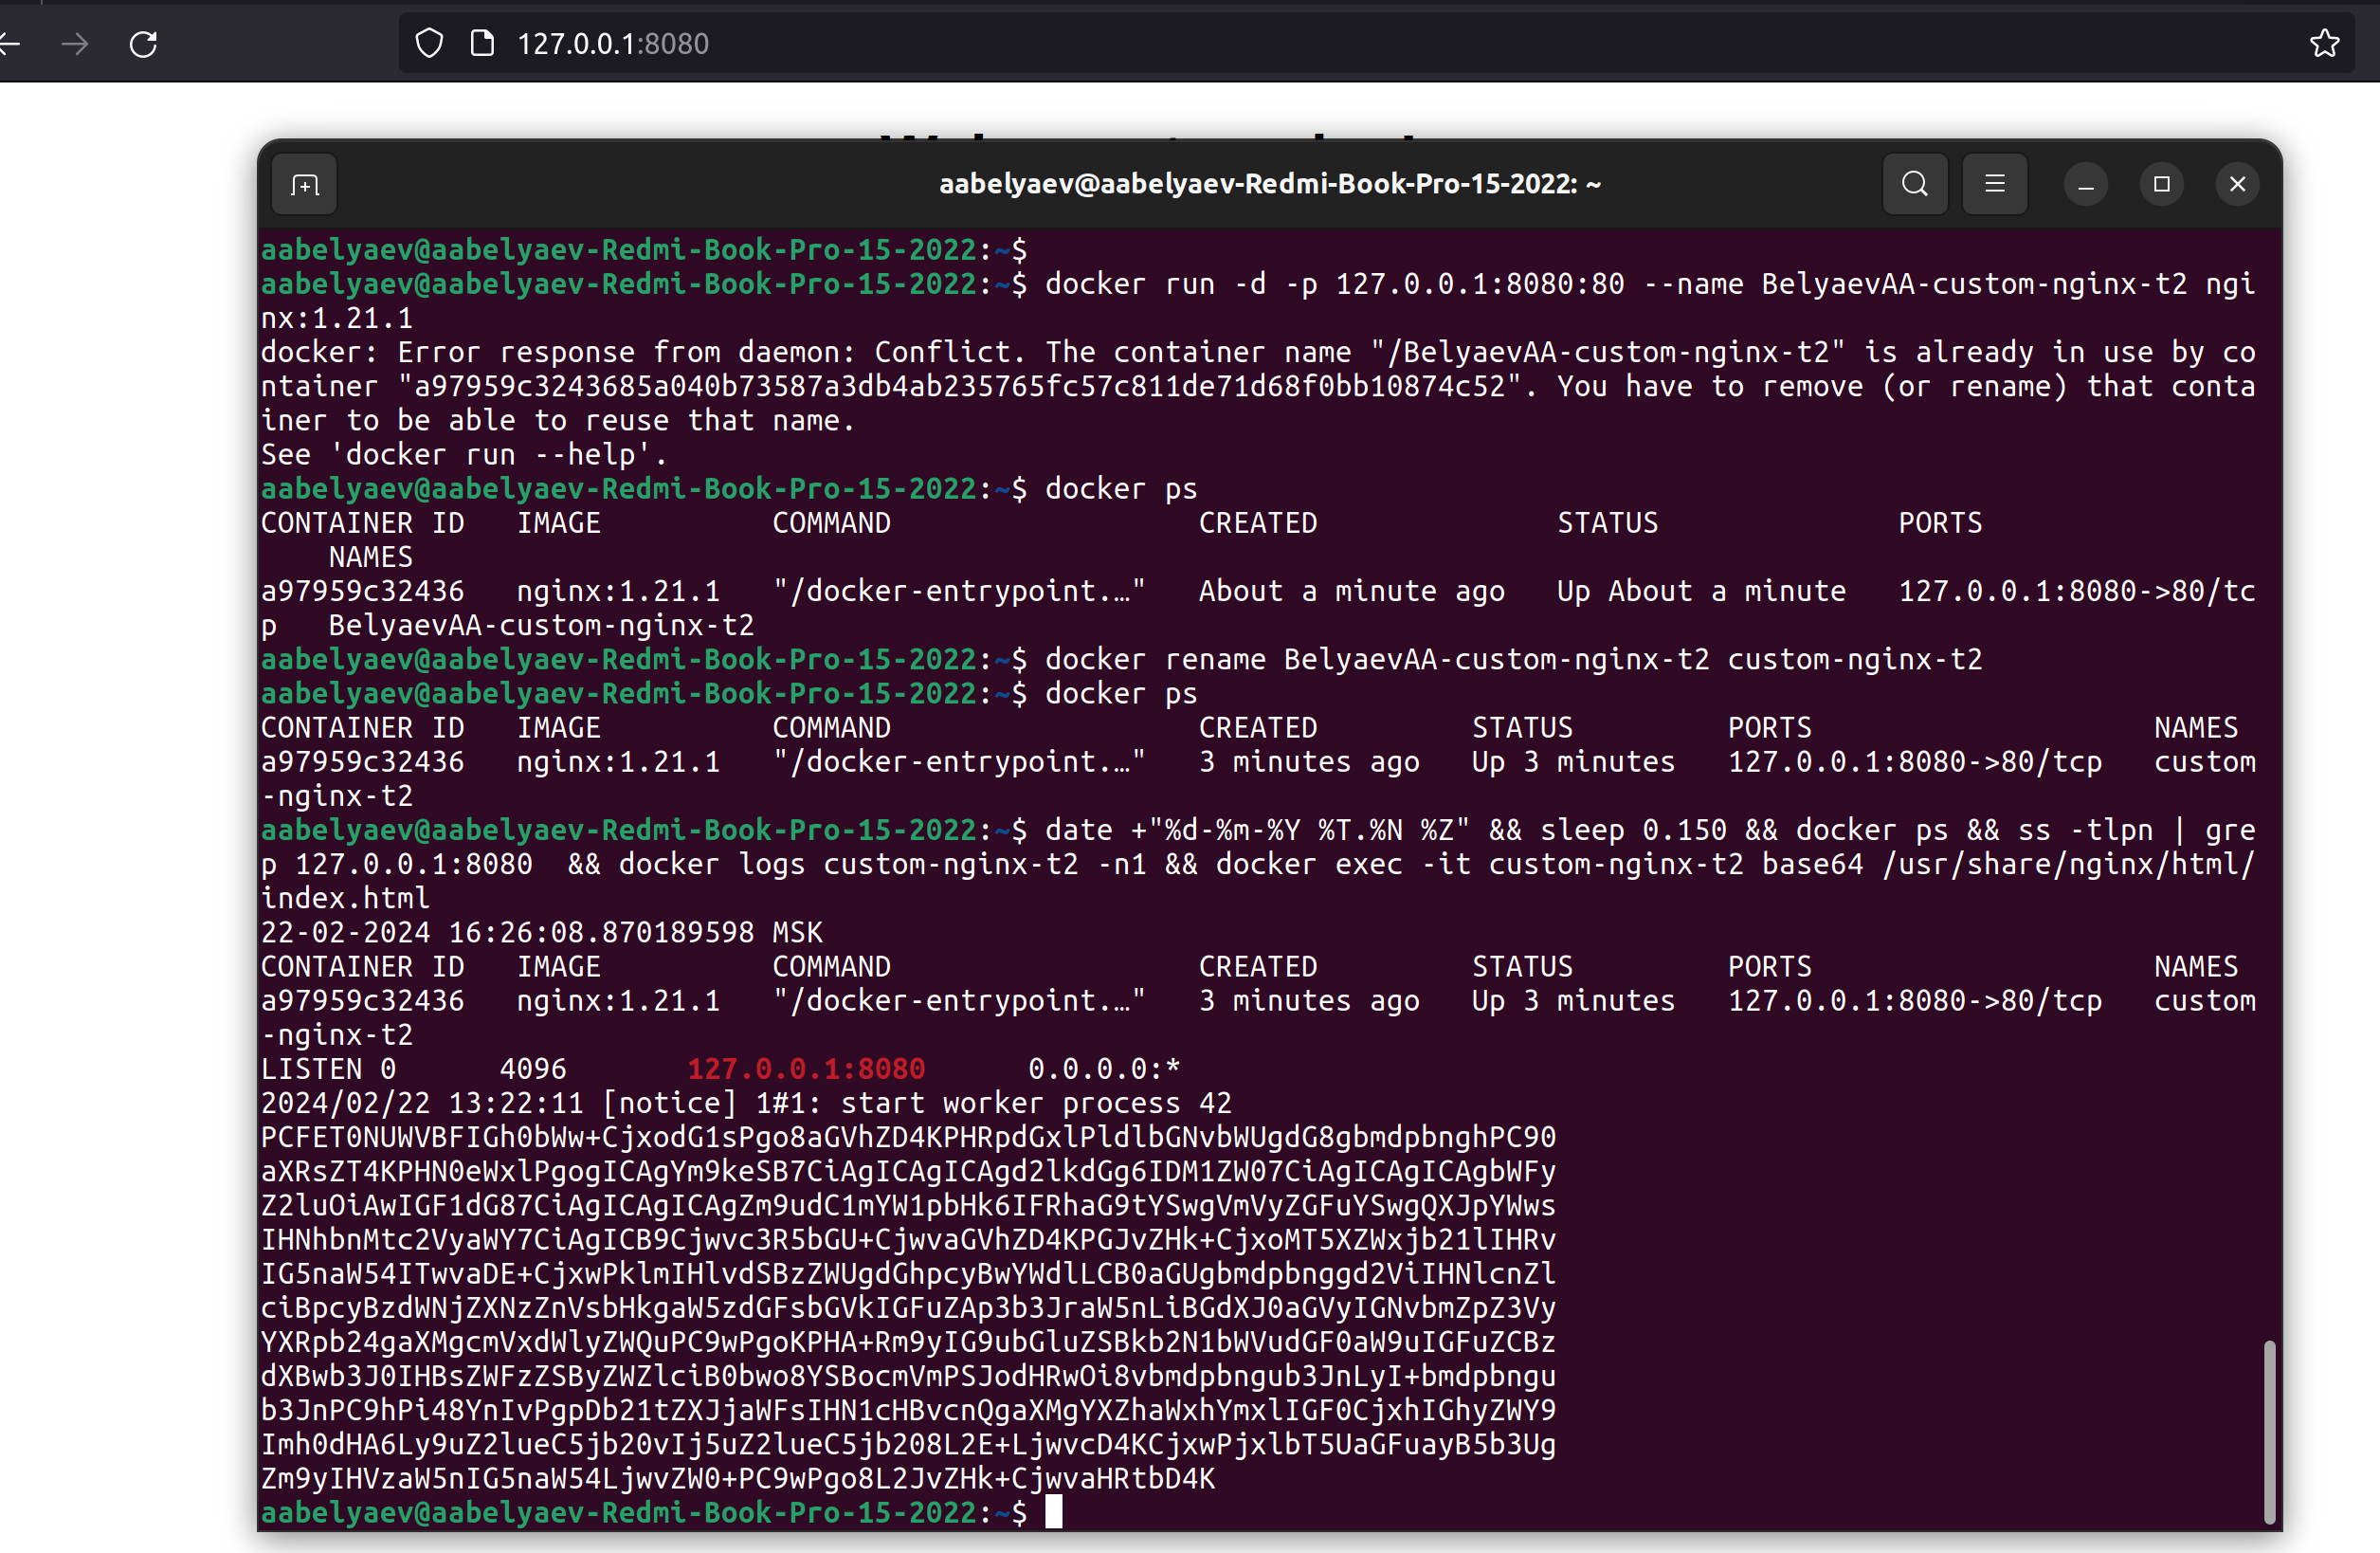 127.0.0.1:8080
aabelyaev@aabelyaev-Redmi-Book-Pro-15-2022: ~
aabelyaev@aabelyaev-Redmi-Book-Pro-15-2022:~$
aabelyaev@aabelyaev-Redmi-Book-Pro-15-2022:~$ docker run -d -p 127.0.0.1:8080:80 --name BelyaevAA-custom-nginx-t2 ngi
nx:1.21.1
docker: Error response from daemon: Conflict. The container name "/BelyaevAA-custom-nginx-t2" is already in use by co
ntainer "a97959c3243685a040b73587a3db4ab235765fc57c811de71d68f0bb10874c52". You have to remove (or rename) that conta
iner to be able to reuse that name.
See 'docker run --help'.
aabelyaev@aabelyaev-Redmi-Book-Pro-15-2022:~$ docker ps
CONTAINER ID   IMAGE          COMMAND                  CREATED              STATUS              PORTS
    NAMES
a97959c32436   nginx:1.21.1   "/docker-entrypoint.…"   About a minute ago   Up About a minute   127.0.0.1:8080->80/tc
p   BelyaevAA-custom-nginx-t2
aabelyaev@aabelyaev-Redmi-Book-Pro-15-2022:~$ docker rename BelyaevAA-custom-nginx-t2 custom-nginx-t2
aabelyaev@aabelyaev-Redmi-Book-Pro-15-2022:~$ docker ps
CONTAINER ID   IMAGE          COMMAND                  CREATED         STATUS         PORTS                    NAMES
a97959c32436   nginx:1.21.1   "/docker-entrypoint.…"   3 minutes ago   Up 3 minutes   127.0.0.1:8080->80/tcp   custom
-nginx-t2
aabelyaev@aabelyaev-Redmi-Book-Pro-15-2022:~$ date +"%d-%m-%Y %T.%N %Z" && sleep 0.150 && docker ps && ss -tlpn | gre
p 127.0.0.1:8080  && docker logs custom-nginx-t2 -n1 && docker exec -it custom-nginx-t2 base64 /usr/share/nginx/html/
index.html
22-02-2024 16:26:08.870189598 MSK
CONTAINER ID   IMAGE          COMMAND                  CREATED         STATUS         PORTS                    NAMES
a97959c32436   nginx:1.21.1   "/docker-entrypoint.…"   3 minutes ago   Up 3 minutes   127.0.0.1:8080->80/tcp   custom
-nginx-t2
LISTEN 0      4096       127.0.0.1:8080      0.0.0.0:*
2024/02/22 13:22:11 [notice] 1#1: start worker process 42
PCFET0NUWVBFIGh0bWw+CjxodG1sPgo8aGVhZD4KPHRpdGxlPldlbGNvbWUgdG8gbmdpbnghPC90
aXRsZT4KPHN0eWxlPgogICAgYm9keSB7CiAgICAgICAgd2lkdGg6IDM1ZW07CiAgICAgICAgbWFy
Z2luOiAwIGF1dG87CiAgICAgICAgZm9udC1mYW1pbHk6IFRhaG9tYSwgVmVyZGFuYSwgQXJpYWws
IHNhbnMtc2VyaWY7CiAgICB9Cjwvc3R5bGU+CjwvaGVhZD4KPGJvZHk+CjxoMT5XZWxjb21lIHRv
IG5naW54ITwvaDE+CjxwPklmIHlvdSBzZWUgdGhpcyBwYWdlLCB0aGUgbmdpbnggd2ViIHNlcnZl
ciBpcyBzdWNjZXNzZnVsbHkgaW5zdGFsbGVkIGFuZAp3b3JraW5nLiBGdXJ0aGVyIGNvbmZpZ3Vy
YXRpb24gaXMgcmVxdWlyZWQuPC9wPgoKPHA+Rm9yIG9ubGluZSBkb2N1bWVudGF0aW9uIGFuZCBz
dXBwb3J0IHBsZWFzZSByZWZlciB0bwo8YSBocmVmPSJodHRwOi8vbmdpbngub3JnLyI+bmdpbngu
b3JnPC9hPi48YnIvPgpDb21tZXJjaWFsIHN1cHBvcnQgaXMgYXZhaWxhYmxlIGF0CjxhIGhyZWY9
Imh0dHA6Ly9uZ2lueC5jb20vIj5uZ2lueC5jb208L2E+LjwvcD4KCjxwPjxlbT5UaGFuayB5b3Ug
Zm9yIHVzaW5nIG5naW54LjwvZW0+PC9wPgo8L2JvZHk+CjwvaHRtbD4K
aabelyaev@aabelyaev-Redmi-Book-Pro-15-2022:~$